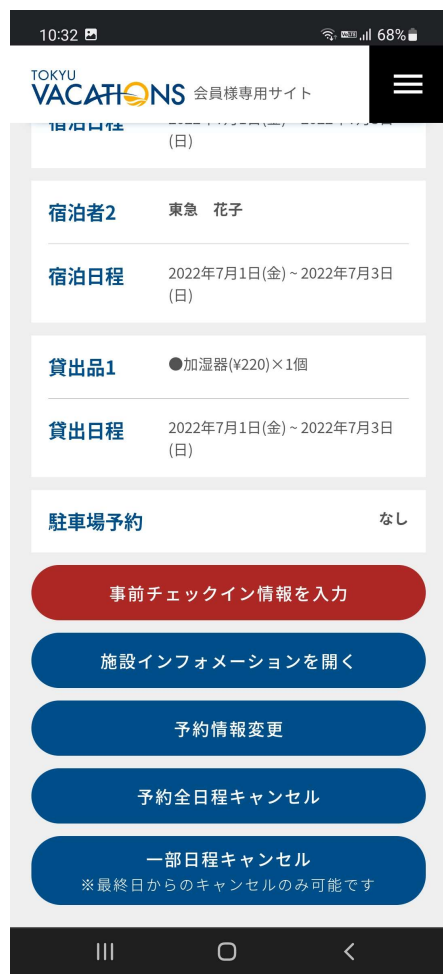 10:32 68%
TOKYU
VACATIONS 会員様専用サイト
宿泊日程
(日)
宿泊者2 東急 花子
宿泊日程 2022年7月1日(金) ~ 2022年7月3日
(日)
貸出品1 ●加湿器(¥220)×1個
貸出日程 2022年7月1日(金) ~ 2022年7月3日
(日)
駐車場予約 なし
事前チェックイン情報を入力
施設インフォメーションを開く
予約情報変更
予約全日程キャンセル
一部日程キャンセル
※最終日からのキャンセルのみ可能です